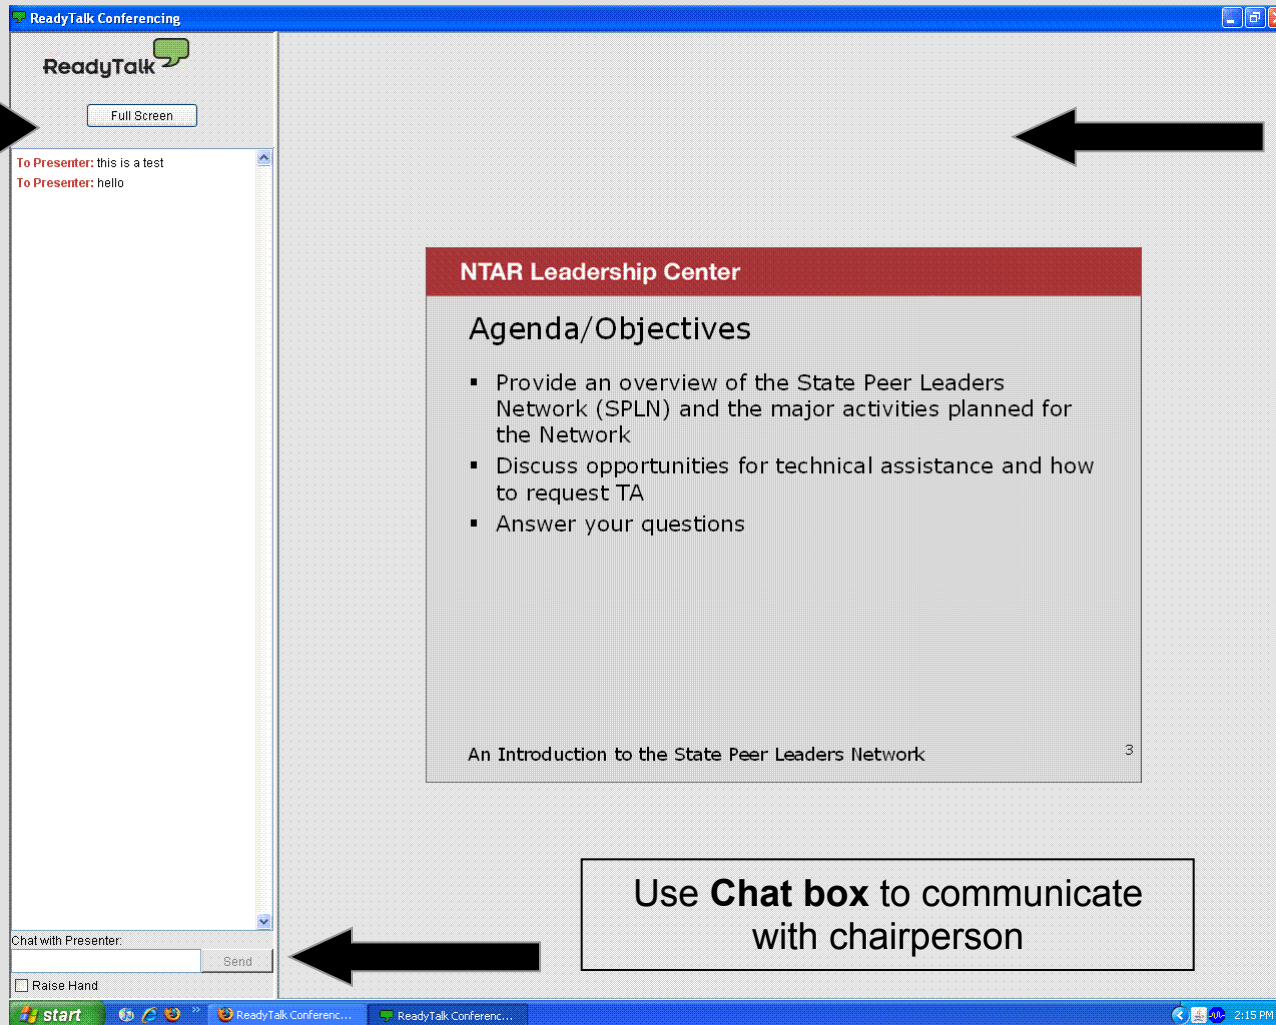 ReadyTalk Conferencing
ReadyTalk
Full Screen
To Presenter: this is a test
To Presenter: hello
NTAR Leadership Center
Agenda/Objectives
▪ Provide an overview of the State Peer Leaders
Network (SPLN) and the major activities planned for
the Network
▪ Discuss opportunities for technical assistance and how
to request TA
▪ Answer your questions
An Introduction to the State Peer Leaders Network
3
Use Chat box to communicate
with chairperson
Chat with Presenter:
Send
Raise Hand
start
ReadyTalk Conferenc...
ReadyTalk Conferenc...
2:15 PM